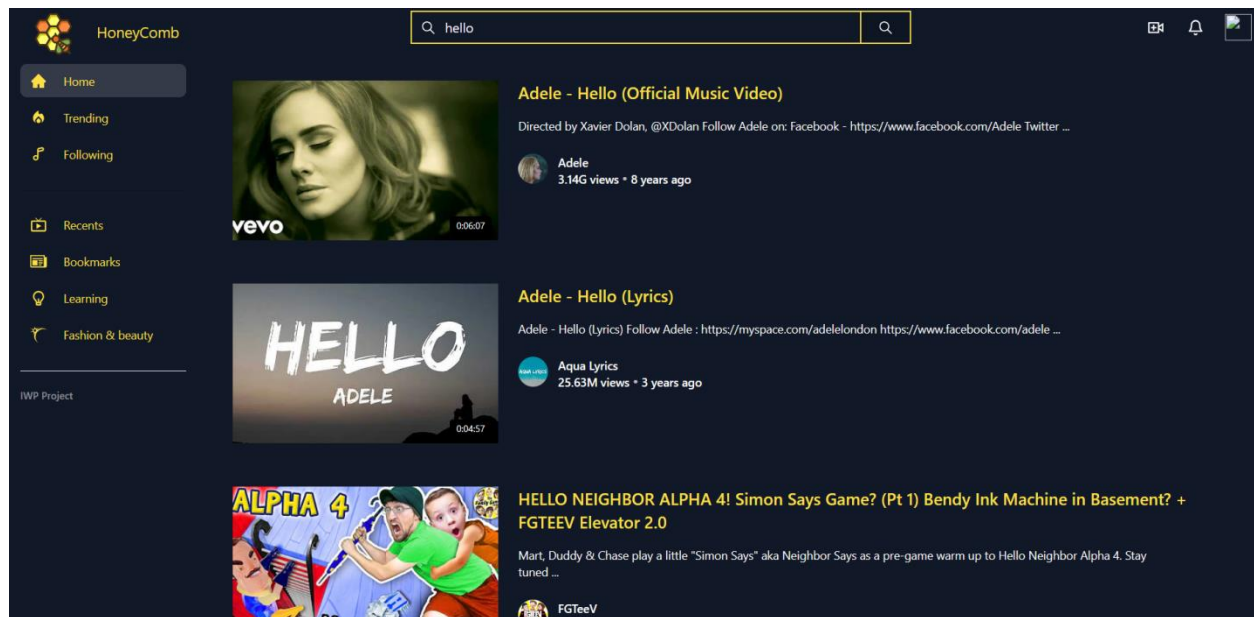 HoneyComb
hello
Home
Trending
Following
Recents
Bookmarks
Learning
Fashion & beauty
IWP Project
vevo
0:06:07
Adele - Hello (Official Music Video)
Directed by Xavier Dolan, @XDolan Follow Adele on: Facebook - https://www.facebook.com/Adele Twitter ...
Adele
3.14G views • 8 years ago
HELLO
ADELE
0:04:57
Adele - Hello (Lyrics)
Adele - Hello (Lyrics) Follow Adele : https://myspace.com/adelelondon https://www.facebook.com/adele ...
Aqua Lyrics
25.63M views • 3 years ago
ALPHA 4
HELLO NEIGHBOR ALPHA 4! Simon Says Game? (Pt 1) Bendy Ink Machine in Basement? +
FGTEEV Elevator 2.0
Mart, Duddy & Chase play a little "Simon Says" aka Neighbor Says as a pre-game warm up to Hello Neighbor Alpha 4. Stay
tuned ...
FGTeeV